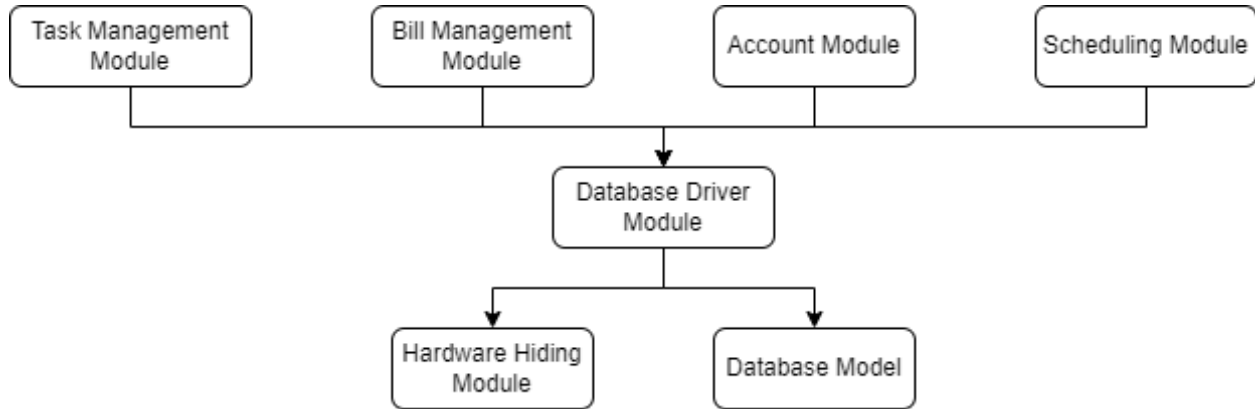 Task Management
Module
Bill Management
Module
Account Module
Scheduling Module
Database Driver
Module
Hardware Hiding
Module
Database Model